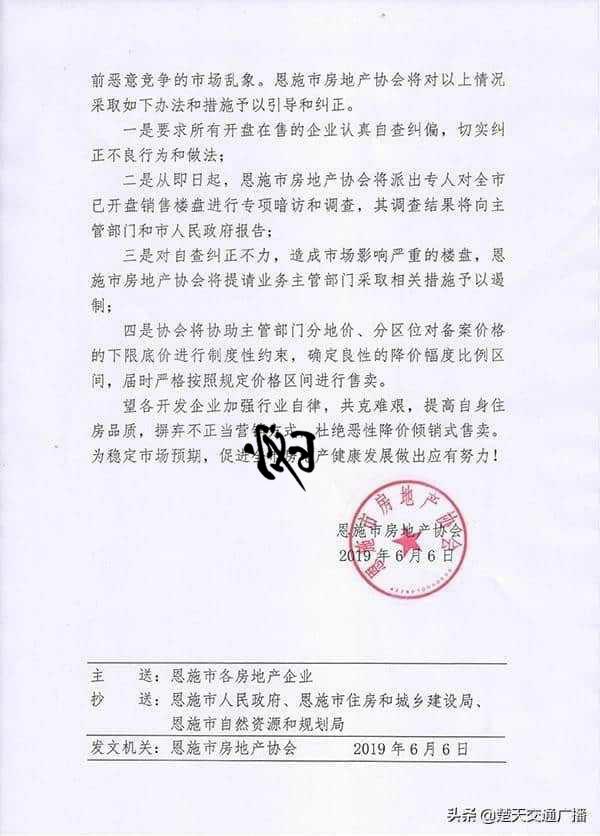 前恶意竞争的市场乱象。恩施市房地产协会将对以上情况
采取如下办法和措施予以引导和纠正。
一是要求所有开盘在售的企业认真自查纠偏，切实纠
正不良行为和做法；
二是从即日起，恩施市房地产协会将派出专人对全市
已开盘销售楼盘进行专项暗访和调查，其调查结果将向主
管部门和市人民政府报告；
三是对自查纠正不力，造成市场影响严重的楼盘，恩
施市房地产协会将提请业务主管部门采取相关措施予以遏
制；
四是协会将协助主管部门分地价、分区位对备案价格
的下限底价进行制度性约束，确定良性的降价幅度比例区
间，届时严格按照规定价格区间进行售卖。
望各开发企业加强行业自律，共克难艰，提高自身住
房品质，摒弃不正当营销方式，杜绝恶性降价倾销式售卖。
为稳定市场预期，促进全市房地产健康发展做出应有努力！
恩施市房地产协会
2019年6月6日
恩施市房地产协会
主　送：恩施市各房地产企业
抄　送：恩施市人民政府、恩施市住房和城乡建设局、
恩施市自然资源和规划局
发文机关：恩施市房地产协会　2019年6月6日
头条 @楚天交通广播